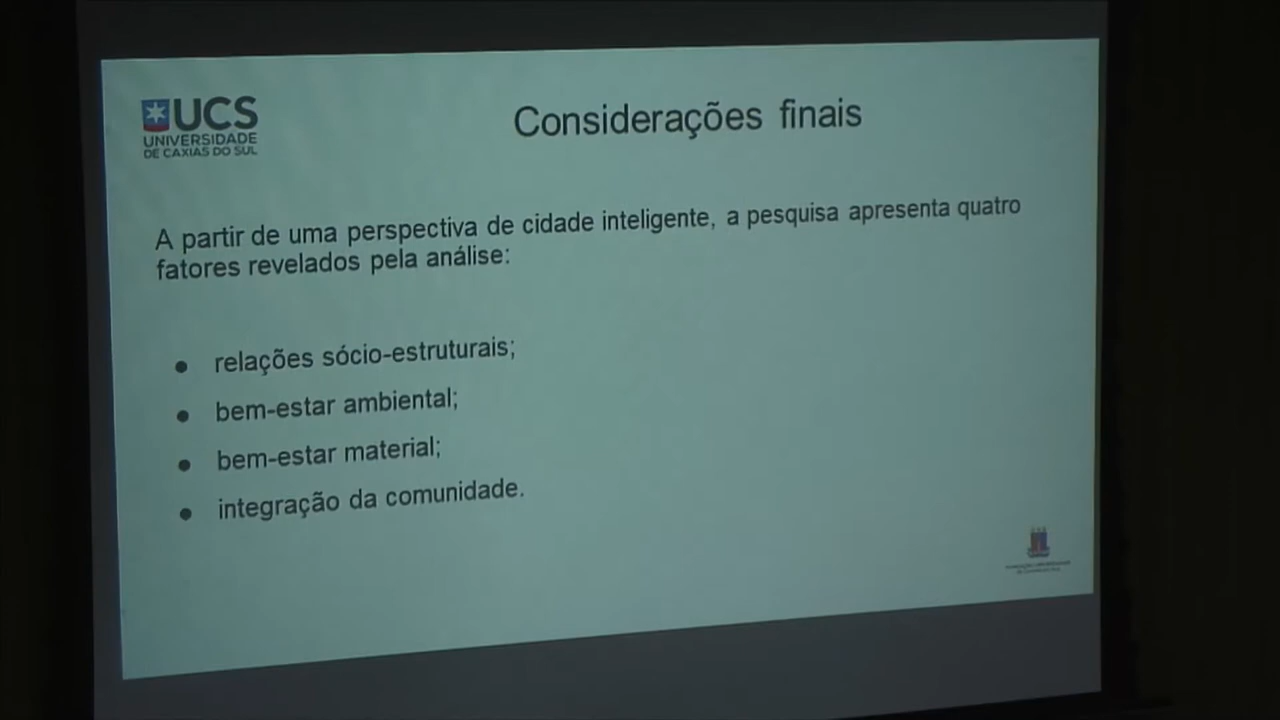 UCS
UNIVERSIDADE
DE CAXIAS DO SUL
Considerações finais
A partir de uma perspectiva de cidade inteligente, a pesquisa apresenta quatro
fatores revelados pela análise:
● relações sócio-estruturais;
● bem-estar ambiental;
● bem-estar material;
● integração da comunidade.